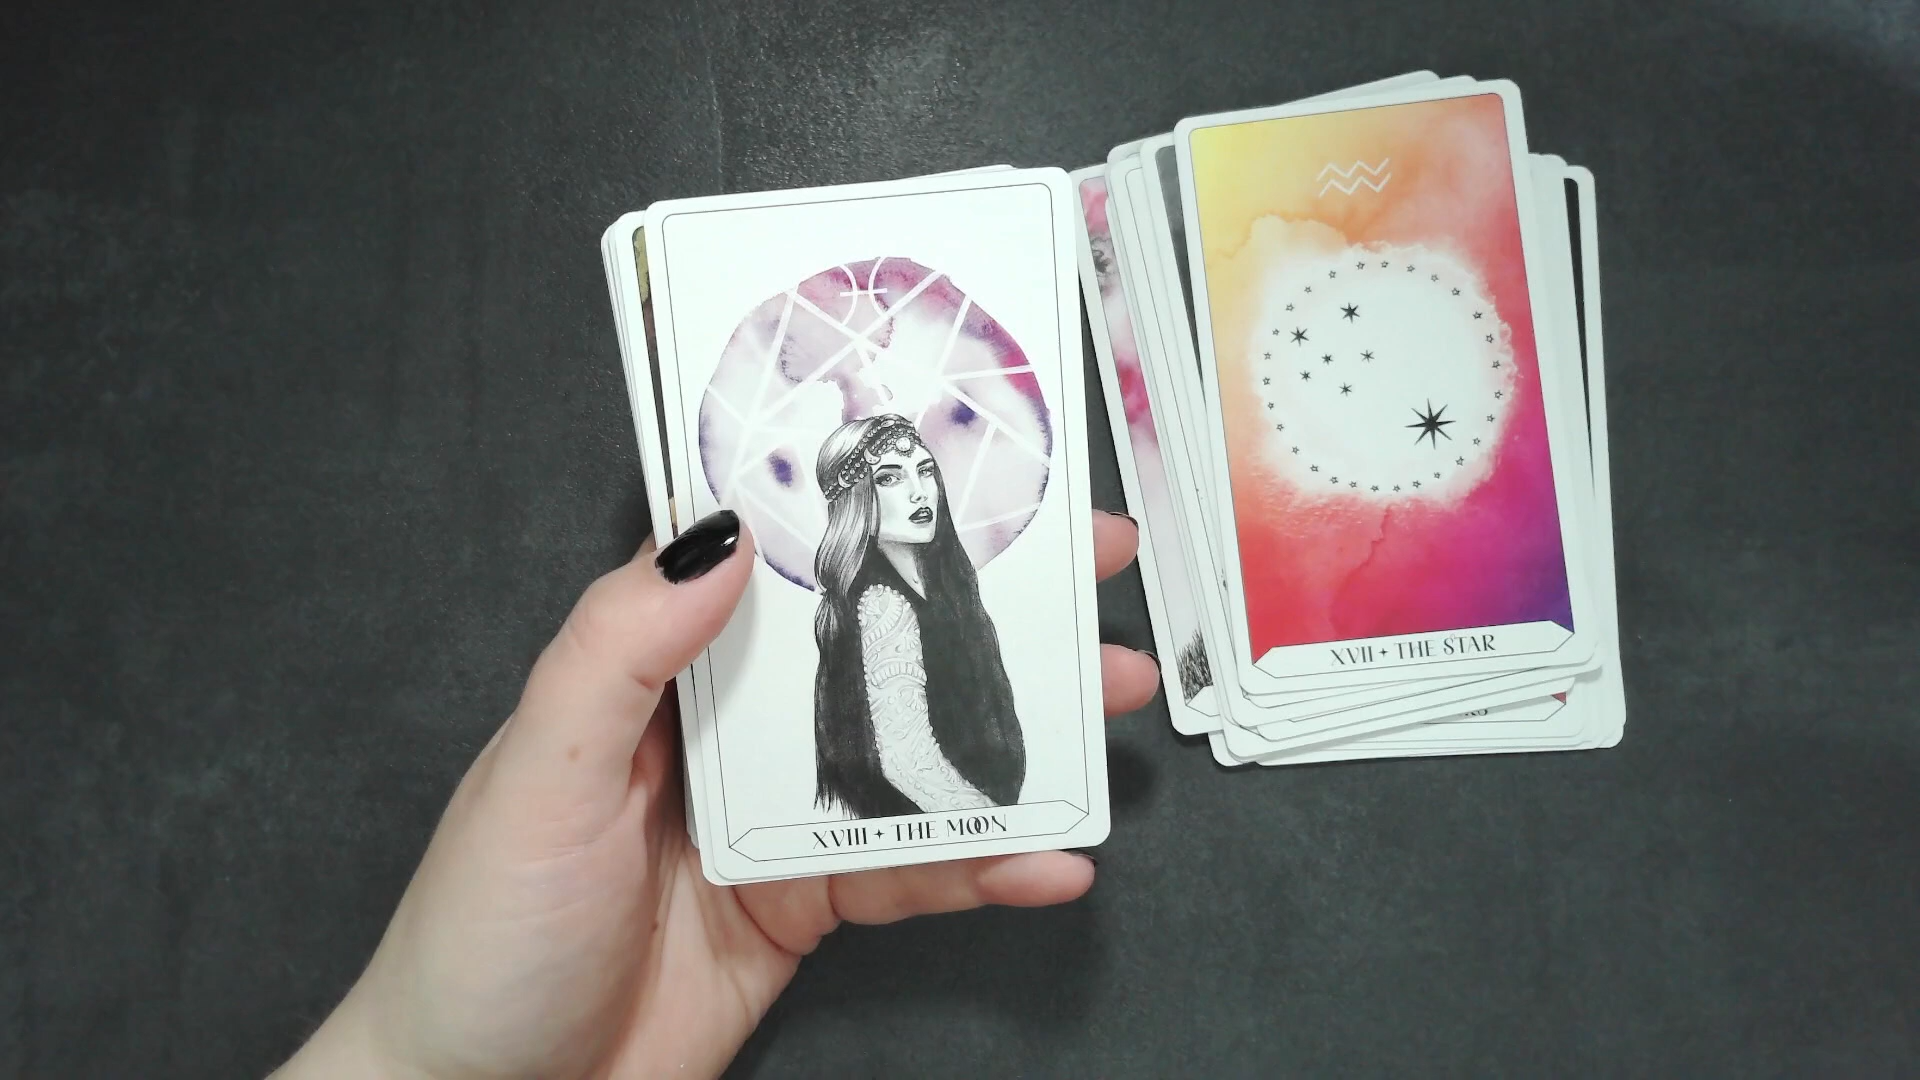 XVIII ✦ THE MOON
XVII ✦ THE STAR